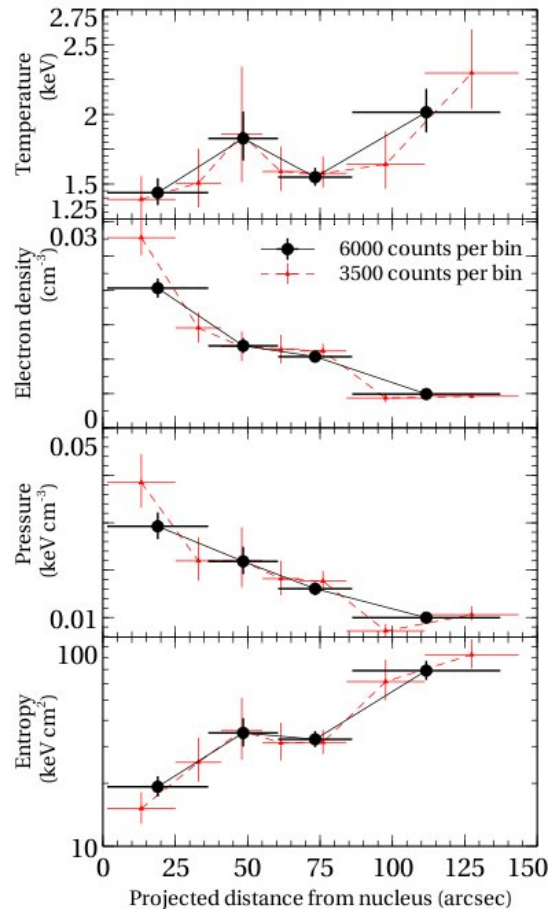 2.75
2.5
2
1.5
1.25
Temperature
(keV)
0.03
0
Electron density
(cm⁻³)
6000 counts per bin
3500 counts per bin
0.05
0.01
Pressure
(keV cm⁻³)
100
10
Entropy
(keV cm²)
0 25 50 75 100 125 150
Projected distance from nucleus (arcsec)